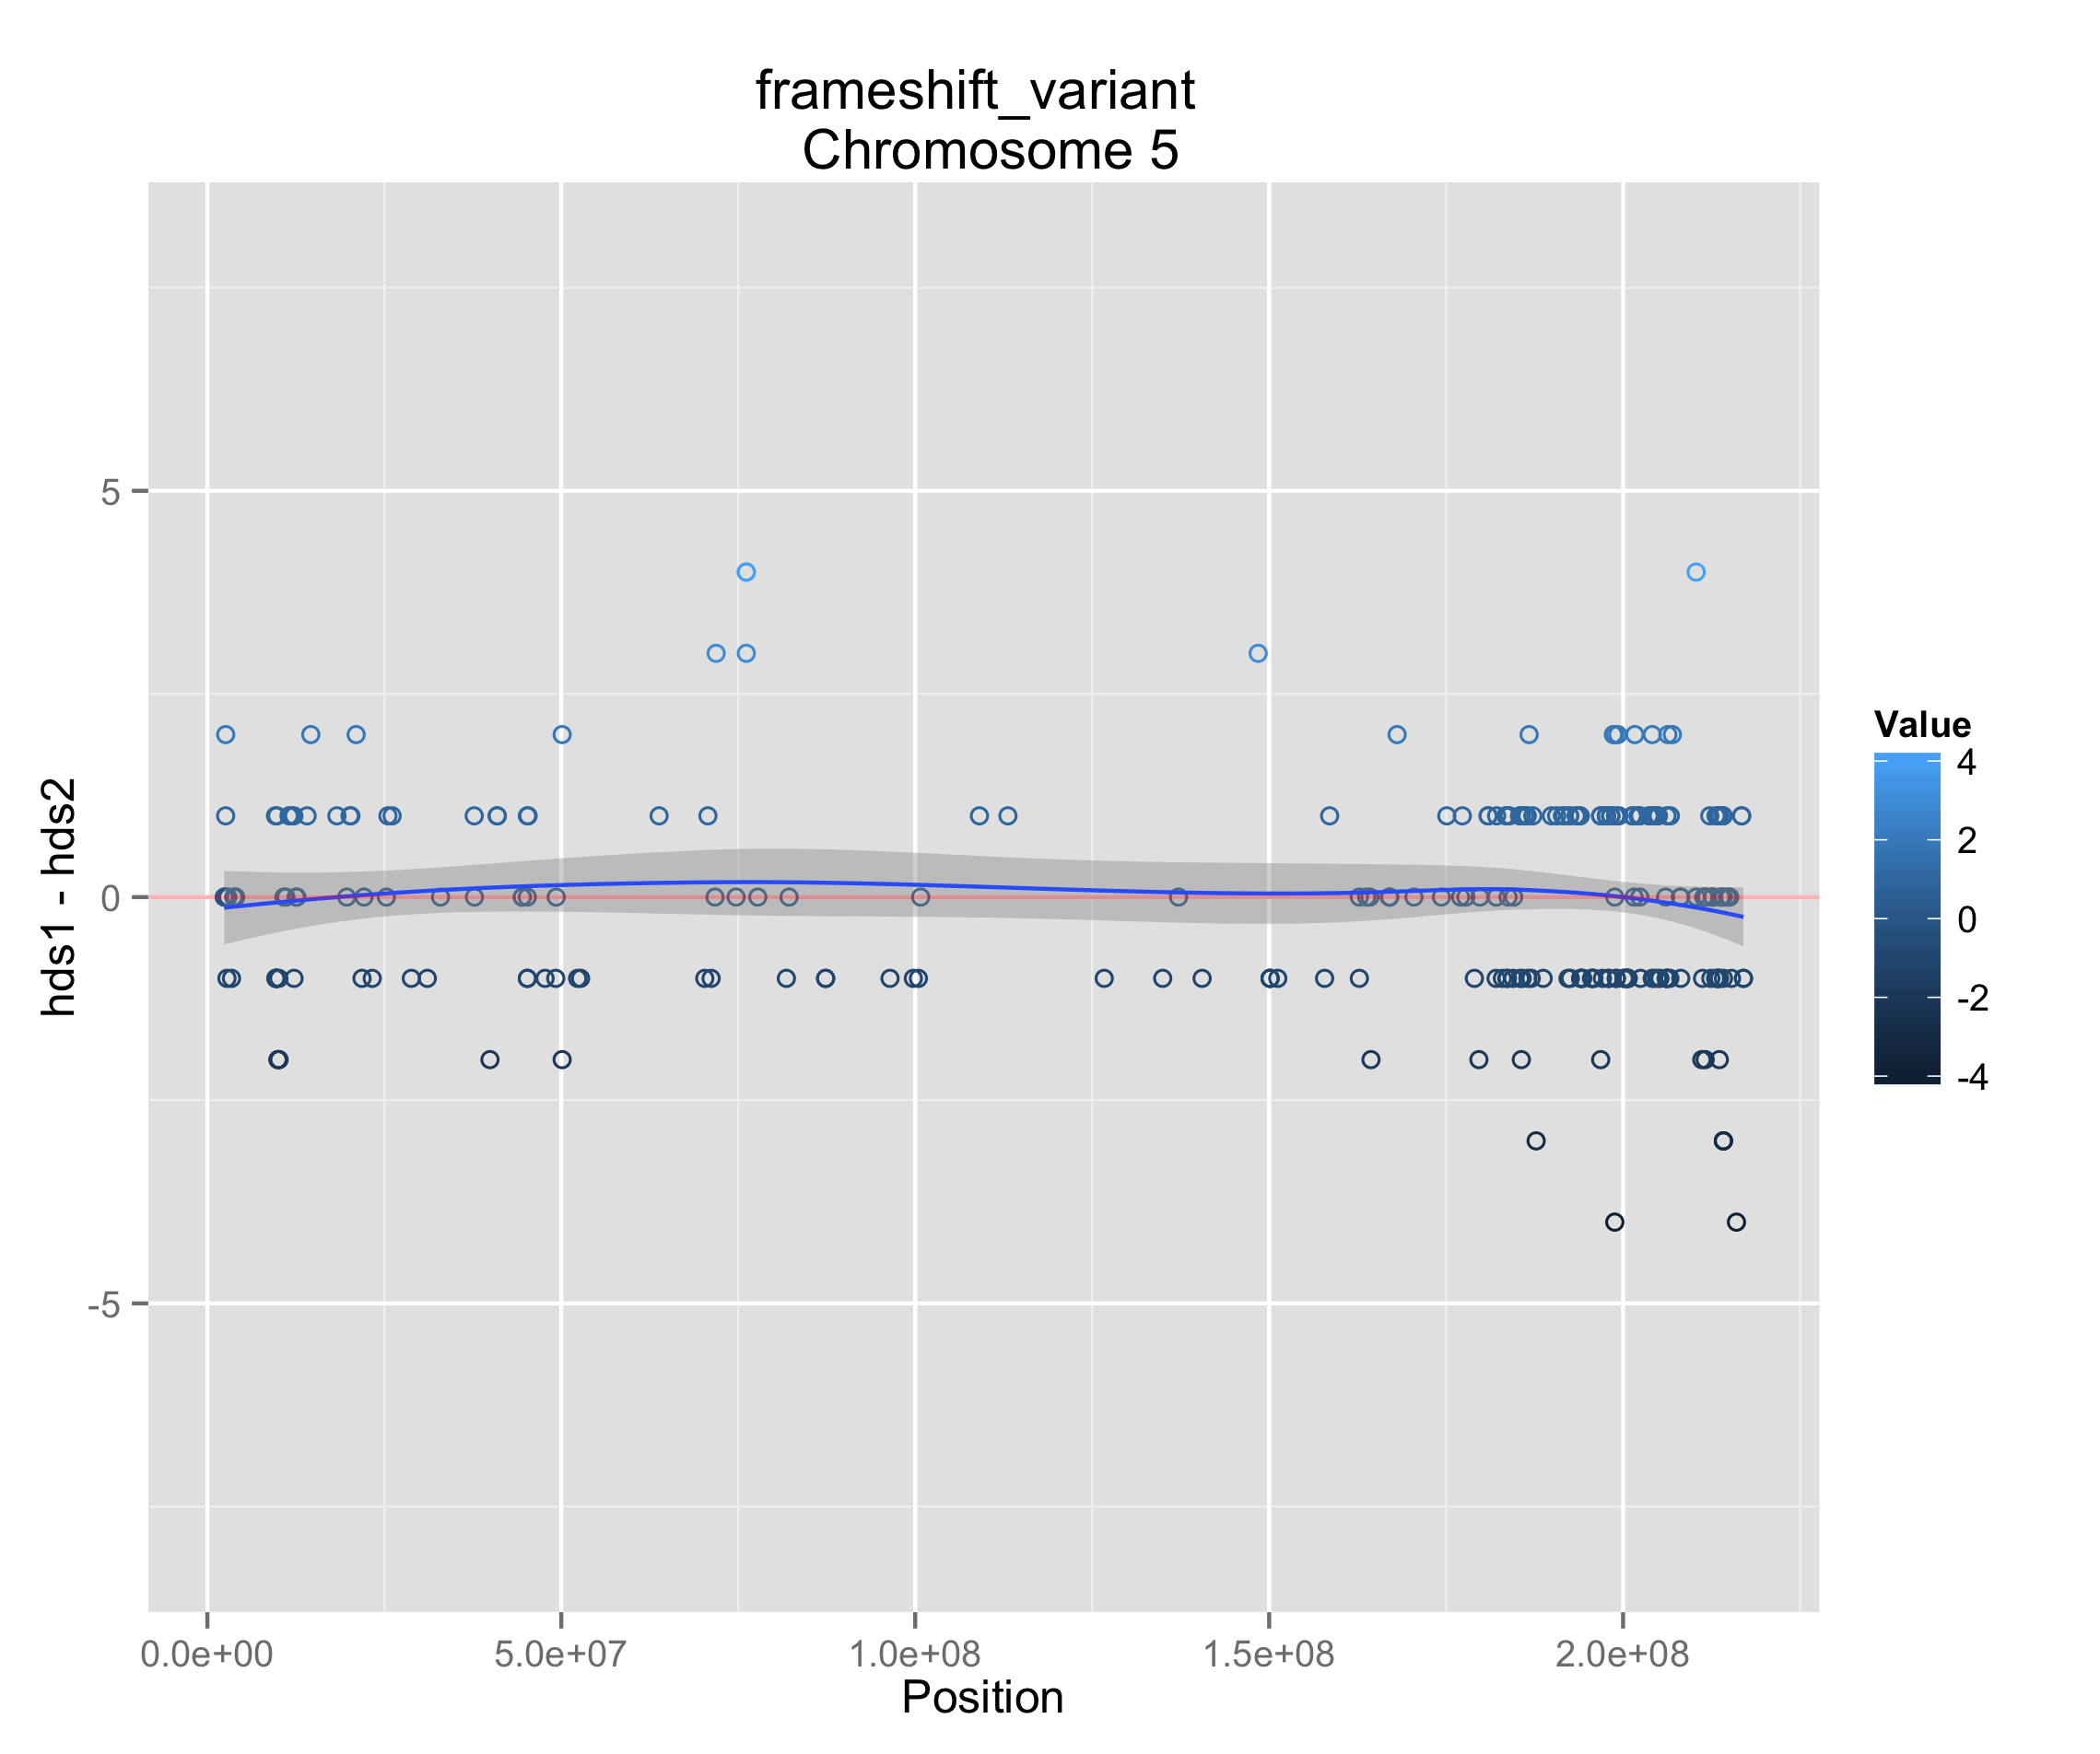 frameshift_variant
Chromosome 5
hds1 - hds2
5
0
-5
0.0e+00 5.0e+07 1.0e+08 1.5e+08 2.0e+08
Position
Value
4
2
0
-2
-4